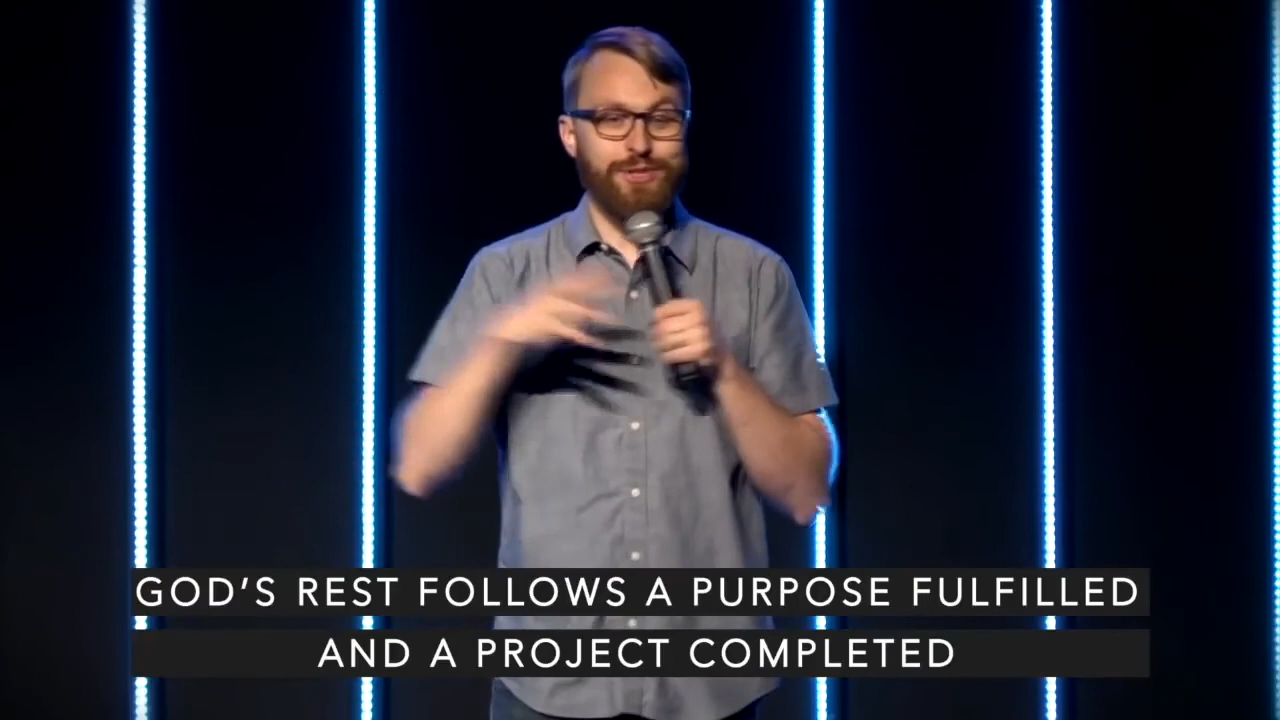 GOD'S REST FOLLOWS A PURPOSE FULFILLED
AND A PROJECT COMPLETED